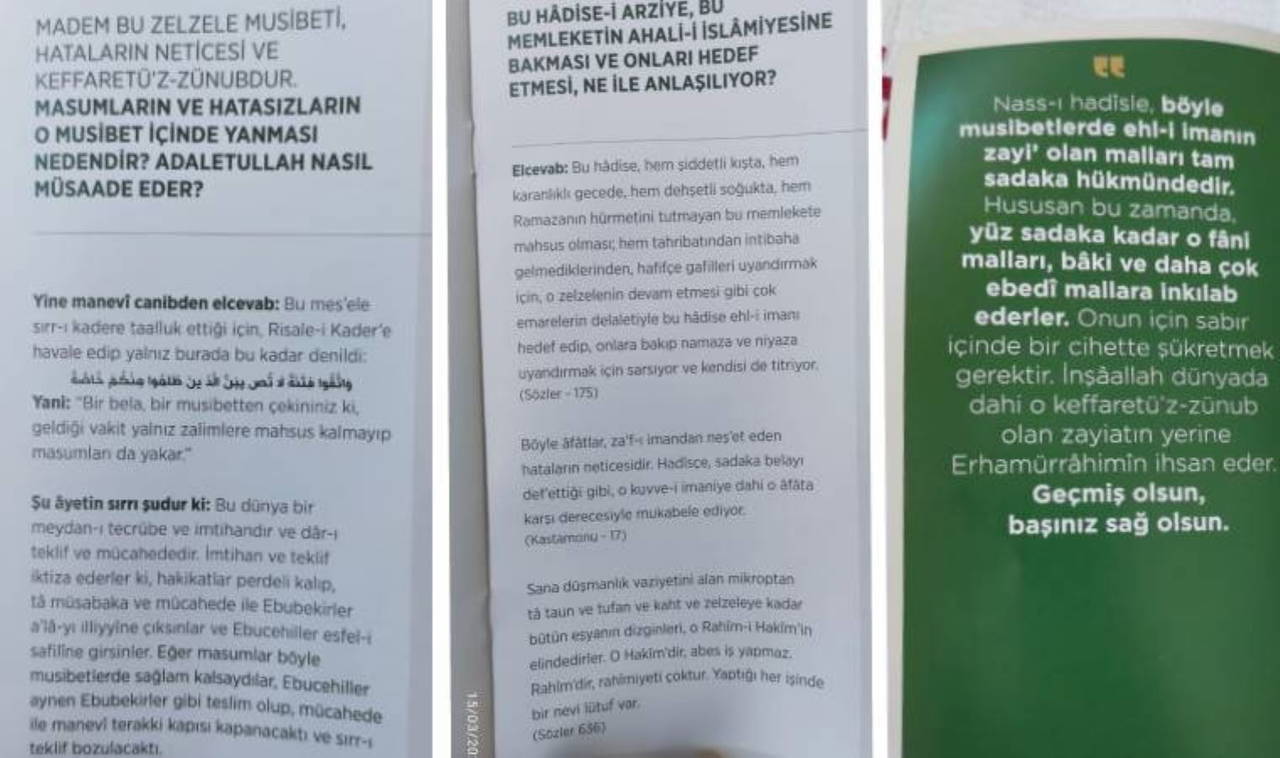 MADEM BU ZELZELE MUSİBETİ,
HATALARIN NETİCESİ VE
KEFFARETÜ'Z-ZÜNUBDUR.
MASUMLARIN VE HATASIZLARIN
O MUSİBET İÇİNDE YANMASI
NEDENDİR? ADALETULLAH NASIL
MÜSAADE EDER?
Yine manevî canibden elcevab: Bu mes'ele
sırr-ı kadere taalluk ettiği için, Risale-i Kader'e
havale edip yalnız burada bu kadar denildi:
وَاتَّقُوا فِتْنَةً لَا تُص۪يبَنَّ الَّذ۪ينَ ظَلَمُوا مِنْكُمْ خَاصَّةً
Yani: "Bir bela, bir musibetten çekininiz ki,
geldiği vakit yalnız zalimlere mahsus kalmayıp
masumları da yakar."
Şu âyetin sırrı şudur ki: Bu dünya bir
meydan-ı tecrübe ve imtihandır ve dâr-ı
teklif ve mücahededir. İmtihan ve teklif
iktiza ederler ki, hakikatlar perdeli kalıp,
tâ müsabaka ve mücahede ile Ebubekirler
a'lâ-yı illiyyîne çıksınlar ve Ebucehiller esfel-i
safilîne girsinler. Eğer masumlar böyle
musibetlerde sağlam kalsaydılar, Ebucehiller
aynen Ebubekirler gibi teslim olup, mücahede
ile manevî terakki kapısı kapanacaktı ve sırr-ı
teklif bozulacaktı.
BU HÂDİSE-İ ARZİYE, BU
MEMLEKETİN AHALİ-İ İSLÂMİYESİNE
BAKMASI VE ONLARI HEDEF
ETMESİ, NE İLE ANLAŞILIYOR?
Elcevab: Bu hâdise, hem şiddetli kışta, hem
karanlıklı gecede, hem dehşetli soğukta, hem
Ramazanın hürmetini tutmayan bu memlekete
mahsus olması; hem tahribatından intibaha
gelmediklerinden, hafifçe gafilleri uyandırmak
için, o zelzelenin devam etmesi gibi çok
emarelerin delaletiyle bu hâdise ehl-i imanı
hedef edip, onlara bakıp namaza ve niyaza
uyandırmak için sarsıyor ve kendisi de titriyor.
(Sözler - 175)
Böyle âfâtlar, za'f-ı imandan neş'et eden
hataların neticesidir. Hadîsçe, sadaka belayı
def'ettiği gibi, o kuvve-i imaniye dahi o âfâta
karşı derecesiyle mukabele ediyor.
(Kastamonu - 17)
Sana düşmanlık vaziyetini alan mikroptan
tâ taun ve tufan ve kaht ve zelzeleye kadar
bütün eşyanın dizginleri, o Rahîm-i Hakîm'in
elindedirler. O Hakîm'dir, abes iş yapmaz.
Rahîm'dir, rahîmiyeti çoktur. Yaptığı her işinde
bir nevi lütuf var.
(Sözler 636)
15/03/20
Nass-ı hadîsle, böyle
musibetlerde ehl-i imanın
zayi' olan malları tam
sadaka hükmündedir.
Hususan bu zamanda,
yüz sadaka kadar o fâni
malları, bâki ve daha çok
ebedî mallara inkılab
ederler. Onun için sabır
içinde bir cihette şükretmek
gerektir. İnşâallah dünyada
dahi o keffaretü'z-zünub
olan zayiatın yerine
Erhamürrâhimîn ihsan eder.
Geçmiş olsun,
başınız sağ olsun.